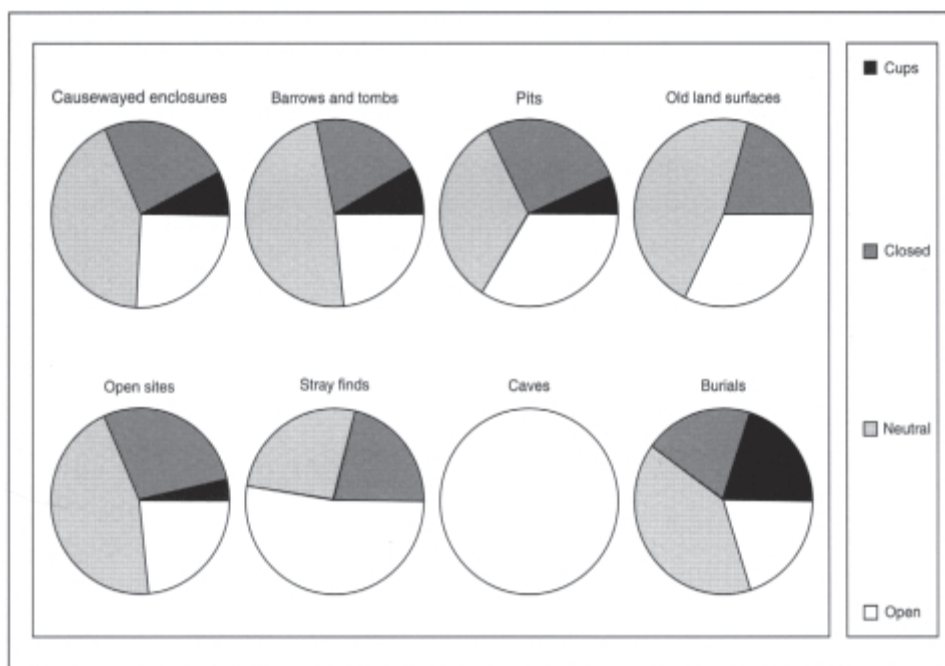 Causewayed enclosures
Barrows and tombs
Pits
Old land surfaces
Open sites
Stray finds
Caves
Burials
Cups
Closed
Neutral
Open